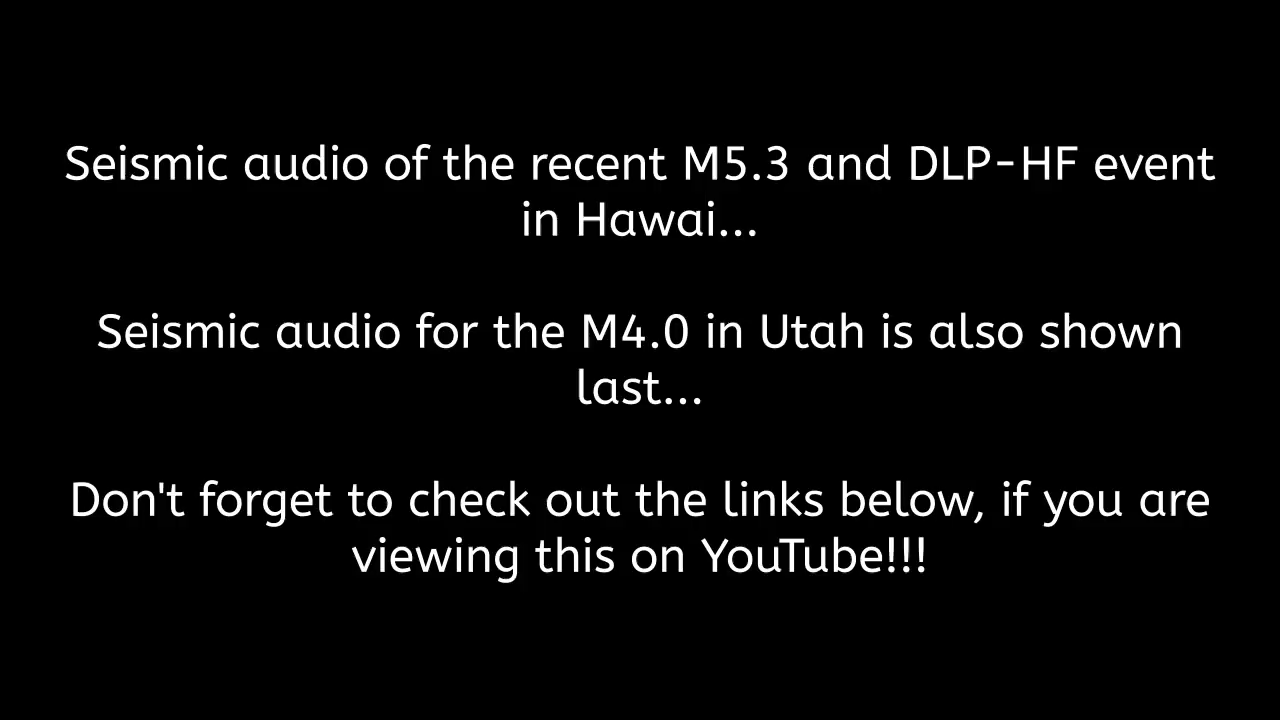 Seismic audio of the recent M5.3 and DLP-HF event
in Hawai...
Seismic audio for the M4.0 in Utah is also shown
last...
Don't forget to check out the links below, if you are
viewing this on YouTube!!!